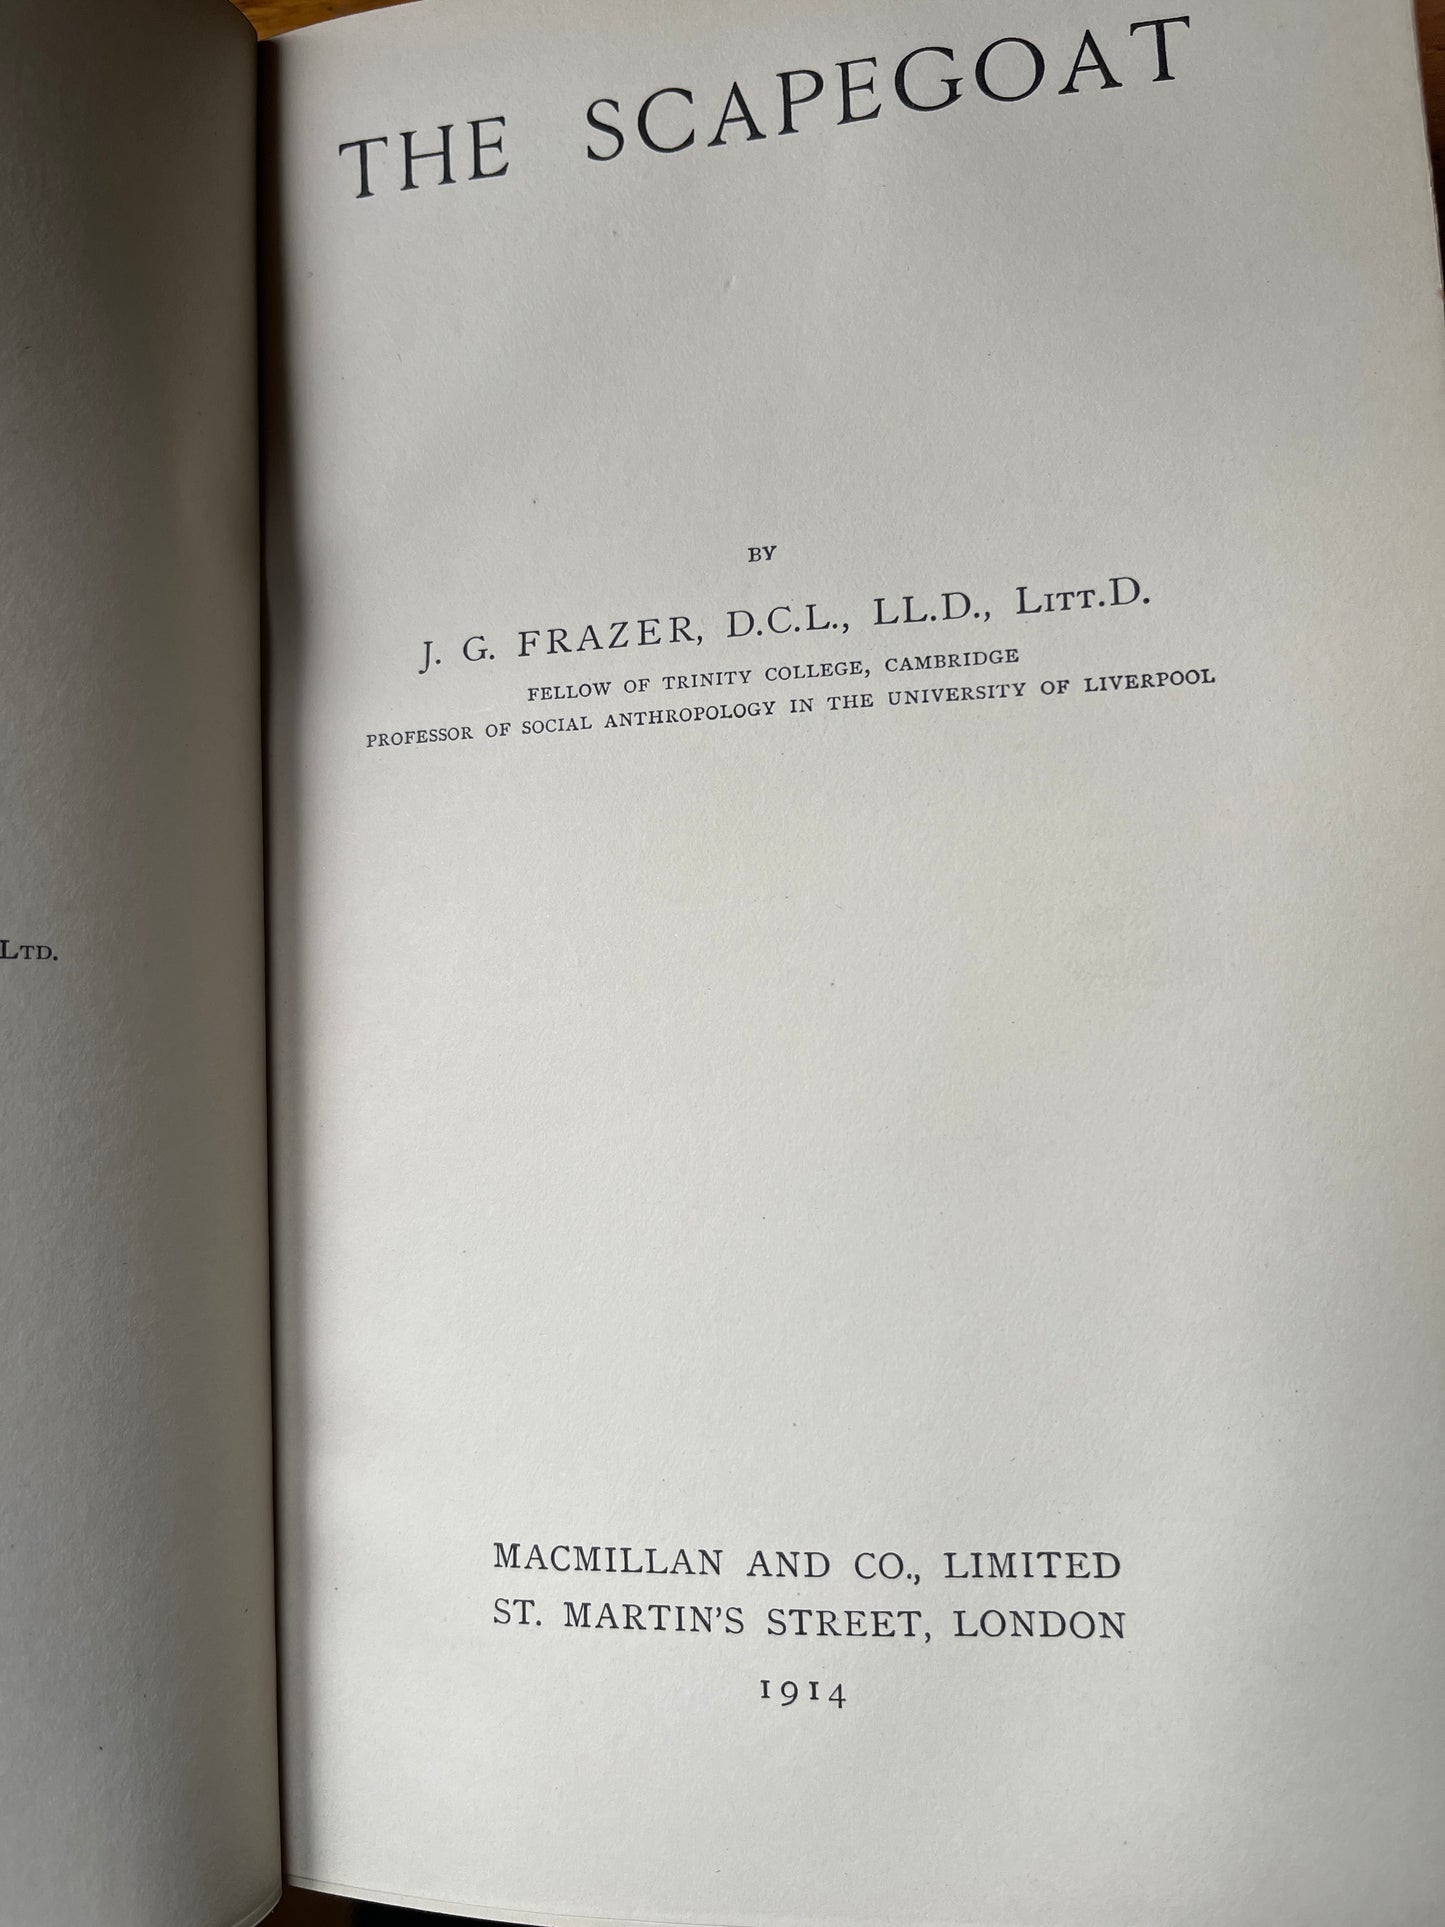 LTD.
THE SCAPEGOAT
BY
J. G. FRAZER, D.C.L., LL.D., LITT.D.
FELLOW OF TRINITY COLLEGE, CAMBRIDGE
PROFESSOR OF SOCIAL ANTHROPOLOGY IN THE UNIVERSITY OF LIVERPOOL
MACMILLAN AND CO., LIMITED
ST. MARTIN'S STREET, LONDON
1914